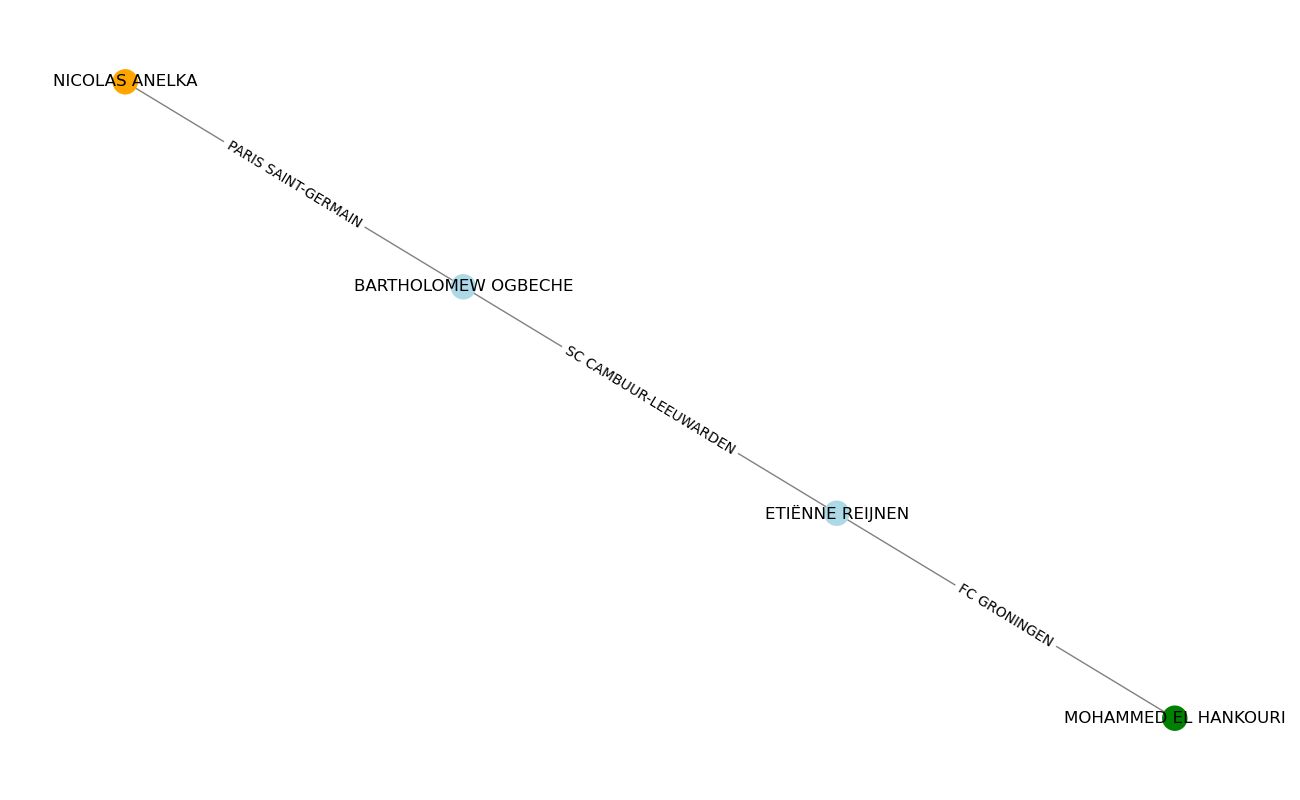 NICOLAS ANELKA
PARIS SAINT-GERMAIN
BARTHOLOMEW OGBECHE
SC CAMBUUR-LEEUWARDEN
ETIËNNE REIJNEN
FC GRONINGEN
MOHAMMED EL HANKOURI